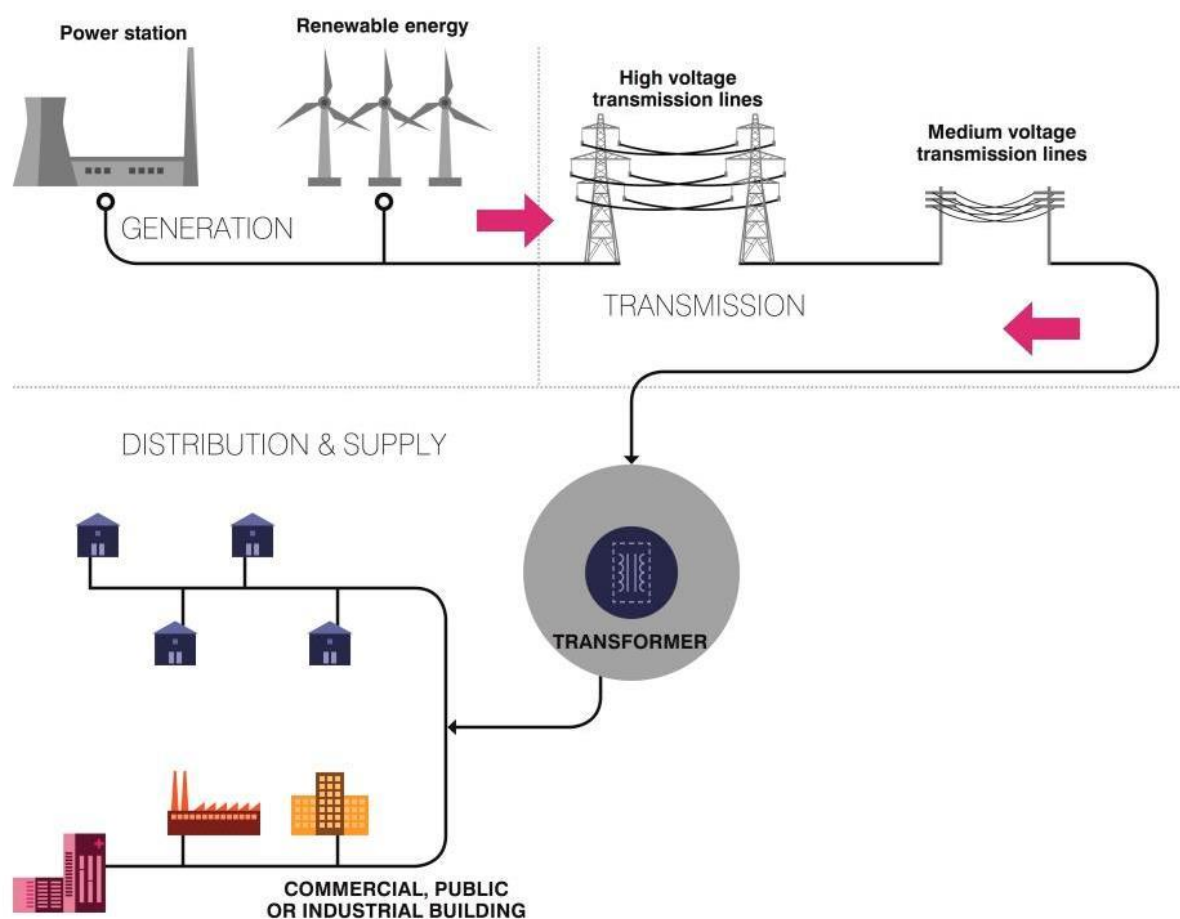 Power station
Renewable energy
High voltage
transmission lines
Medium voltage
transmission lines
GENERATION
TRANSMISSION
DISTRIBUTION & SUPPLY
TRANSFORMER
COMMERCIAL, PUBLIC
OR INDUSTRIAL BUILDING